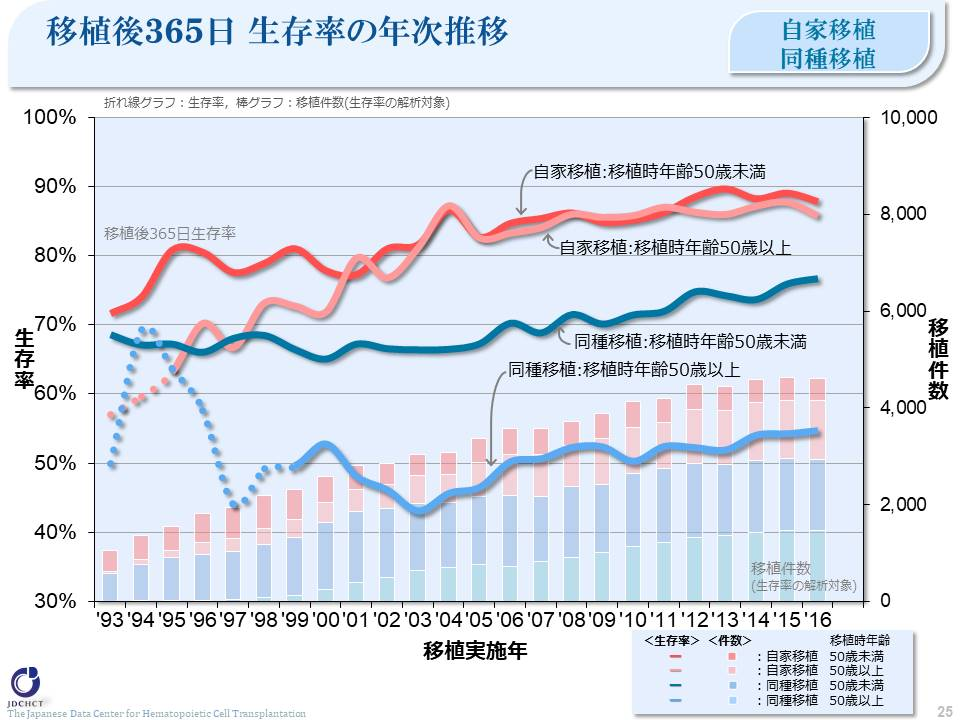 移植後365日 生存率の年次推移
自家移植
同種移植
折れ線グラフ：生存率，棒グラフ：移植件数(生存率の解析対象)
100%
90%
80%
70%
60%
50%
40%
30%
生存率
移植後365日生存率
自家移植:移植時年齢50歳未満
自家移植:移植時年齢50歳以上
同種移植:移植時年齢50歳未満
同種移植:移植時年齢50歳以上
10,000
8,000
6,000
4,000
2,000
0
移植件数
移植件数
(生存率の解析対象)
'93 '94 '95 '96 '97 '98 '99 '00 '01 '02 '03 '04 '05 '06 '07 '08 '09 '10 '11 '12 '13 '14 '15 '16
移植実施年
＜生存率＞ ＜件数＞ 移植時年齢
：自家移植 50歳未満
：自家移植 50歳以上
：同種移植 50歳未満
：同種移植 50歳以上
JDCHCT
The Japanese Data Center for Hematopoietic Cell Transplantation
25